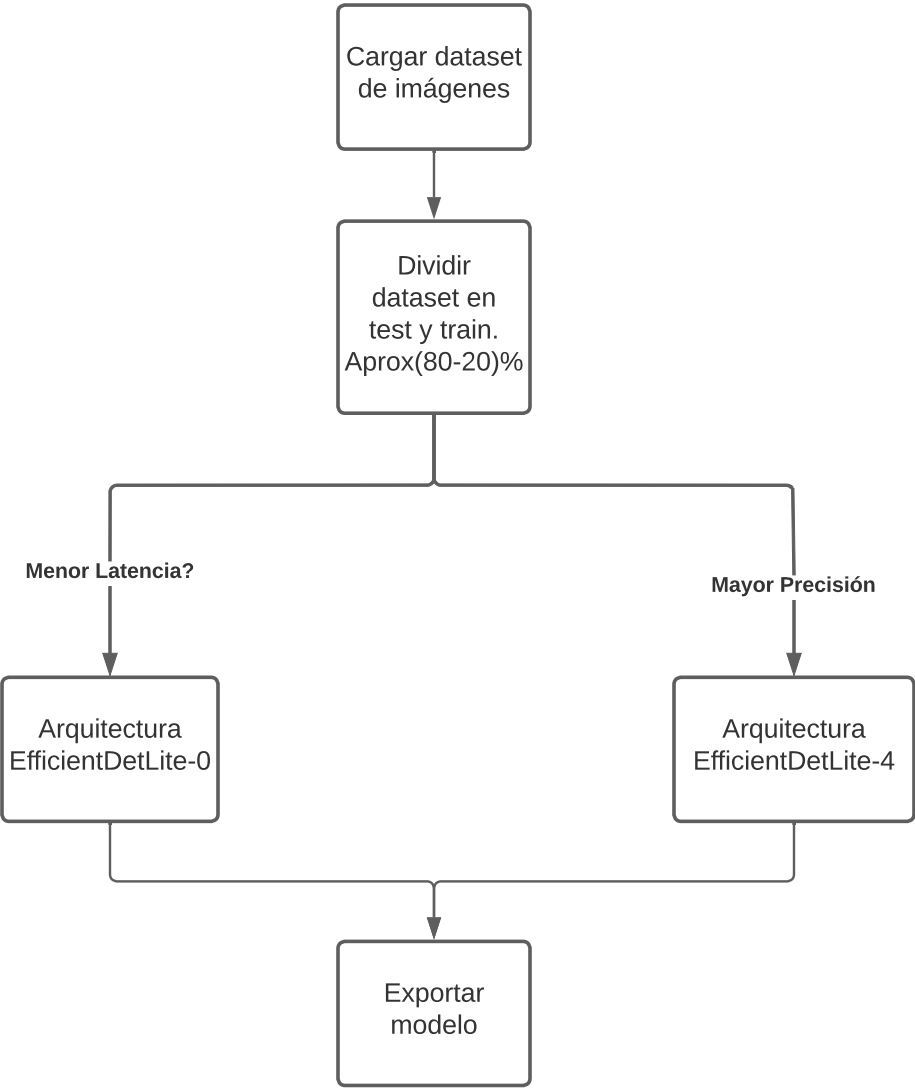 Cargar dataset
de imágenes
Dividir
dataset en
test y train.
Aprox(80-20)%
Menor Latencia?
Mayor Precisión
Arquitectura
EfficientDetLite-0
Arquitectura
EfficientDetLite-4
Exportar
modelo